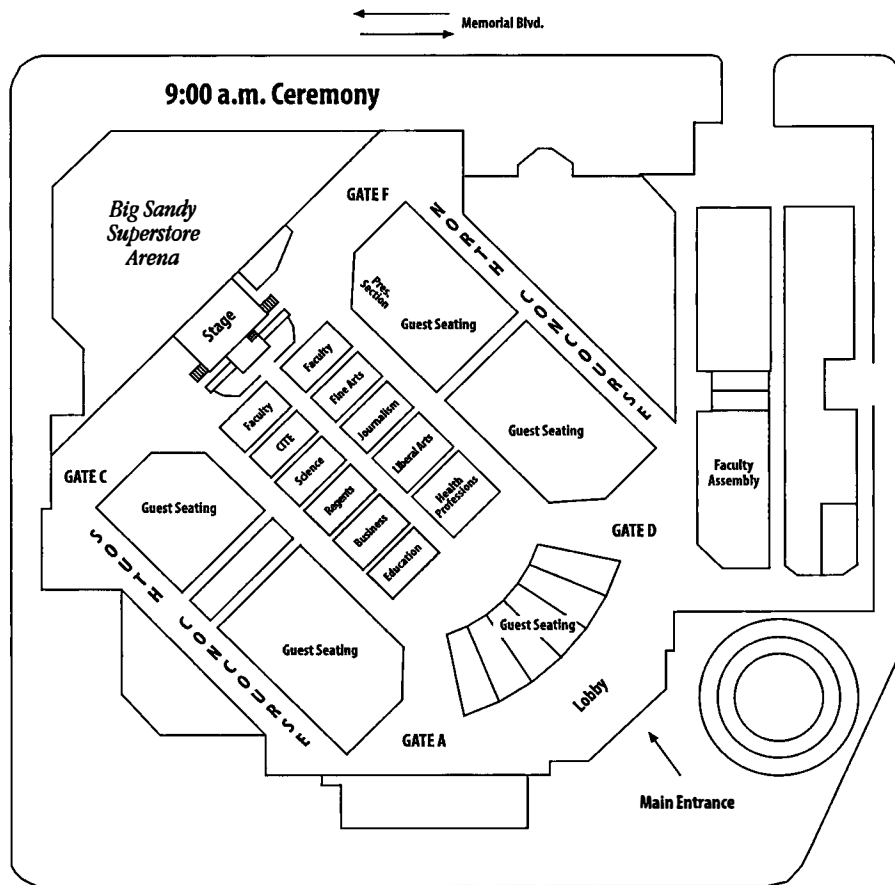 Memorial Blvd.
9:00 a.m. Ceremony
Big Sandy
Superstore
Arena
GATE F
NORTH CONCOURSE
Pres.
Section
Guest Seating
Stage
Faculty
Fine Arts
Journalism
Liberal Arts
Health
Professions
Faculty
CITE
Science
Regents
Business
Education
Guest Seating
Faculty
Assembly
GATE C
Guest Seating
SOUTH CONCOURSE
Guest Seating
GATE D
Guest Seating
Lobby
GATE A
Main Entrance